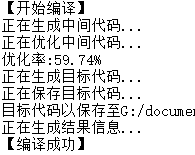 【开始编译】
正在生成中间代码...
正在优化中间代码...
优化率:59.74%
正在生成目标代码...
正在保存目标代码...
目标代码以保存至G:/docume
正在生成结果信息...
【编译成功】